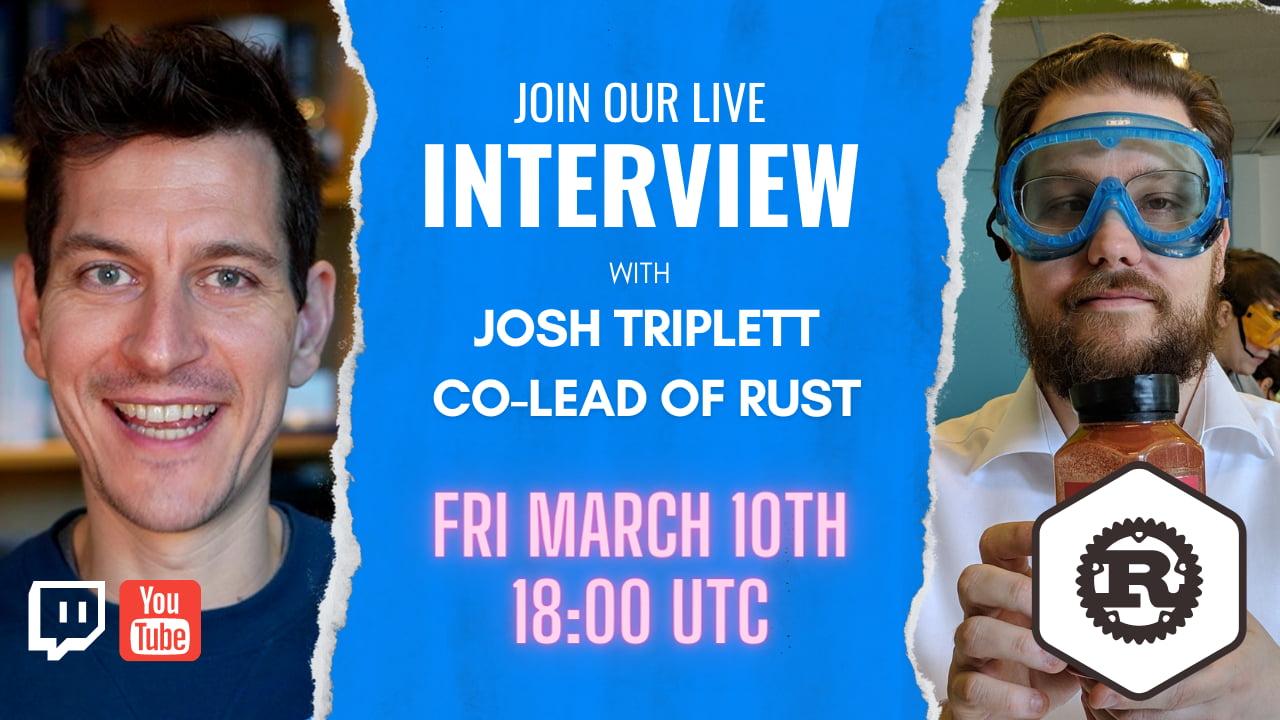 JOIN OUR LIVE
INTERVIEW
WITH
JOSH TRIPLETT
CO-LEAD OF RUST
FRI MARCH 10TH
18:00 UTC
You
Tube
R